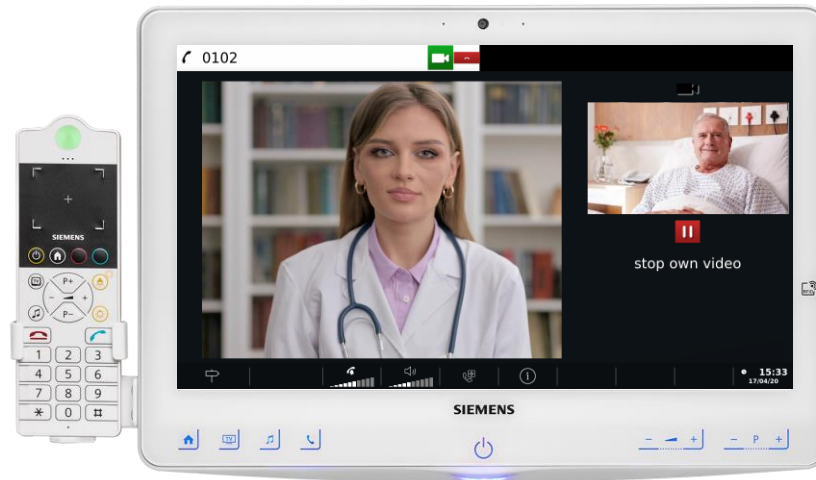 0102
stop own video
15:33
17/04/20
SIEMENS
TV
- +
- P +
SIEMENS
TV
P+
- +
P-
1 2 3
4 5 6
7 8 9
* 0 #